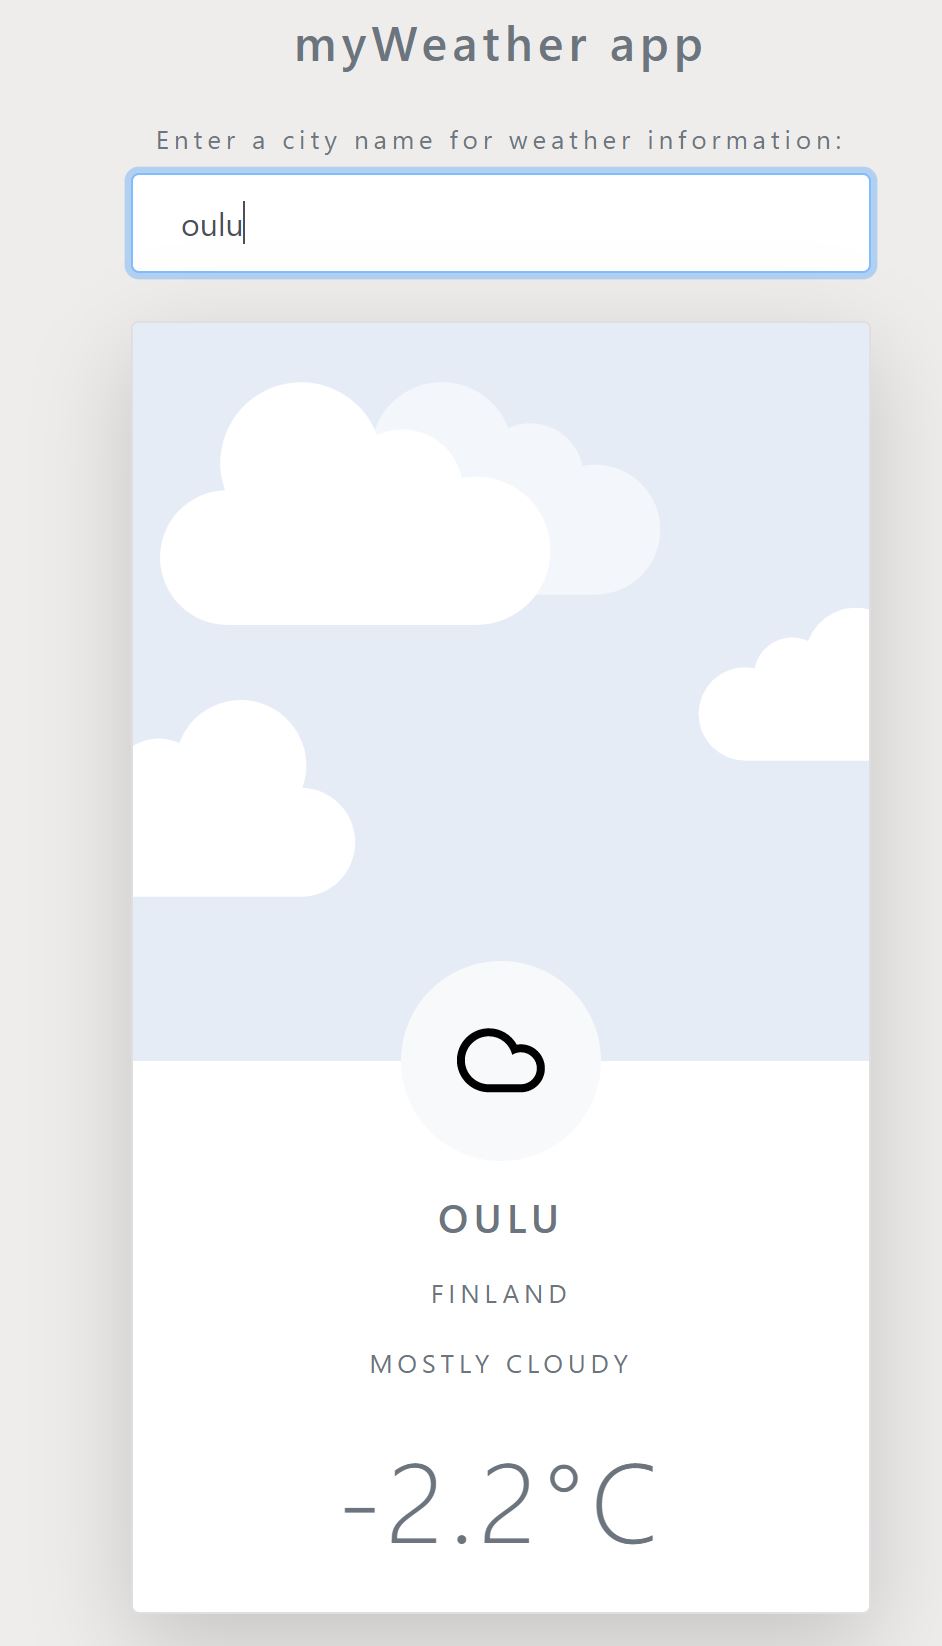 myWeather app
Enter a city name for weather information:
oulu
OULU
FINLAND
MOSTLY CLOUDY
-2.2°C